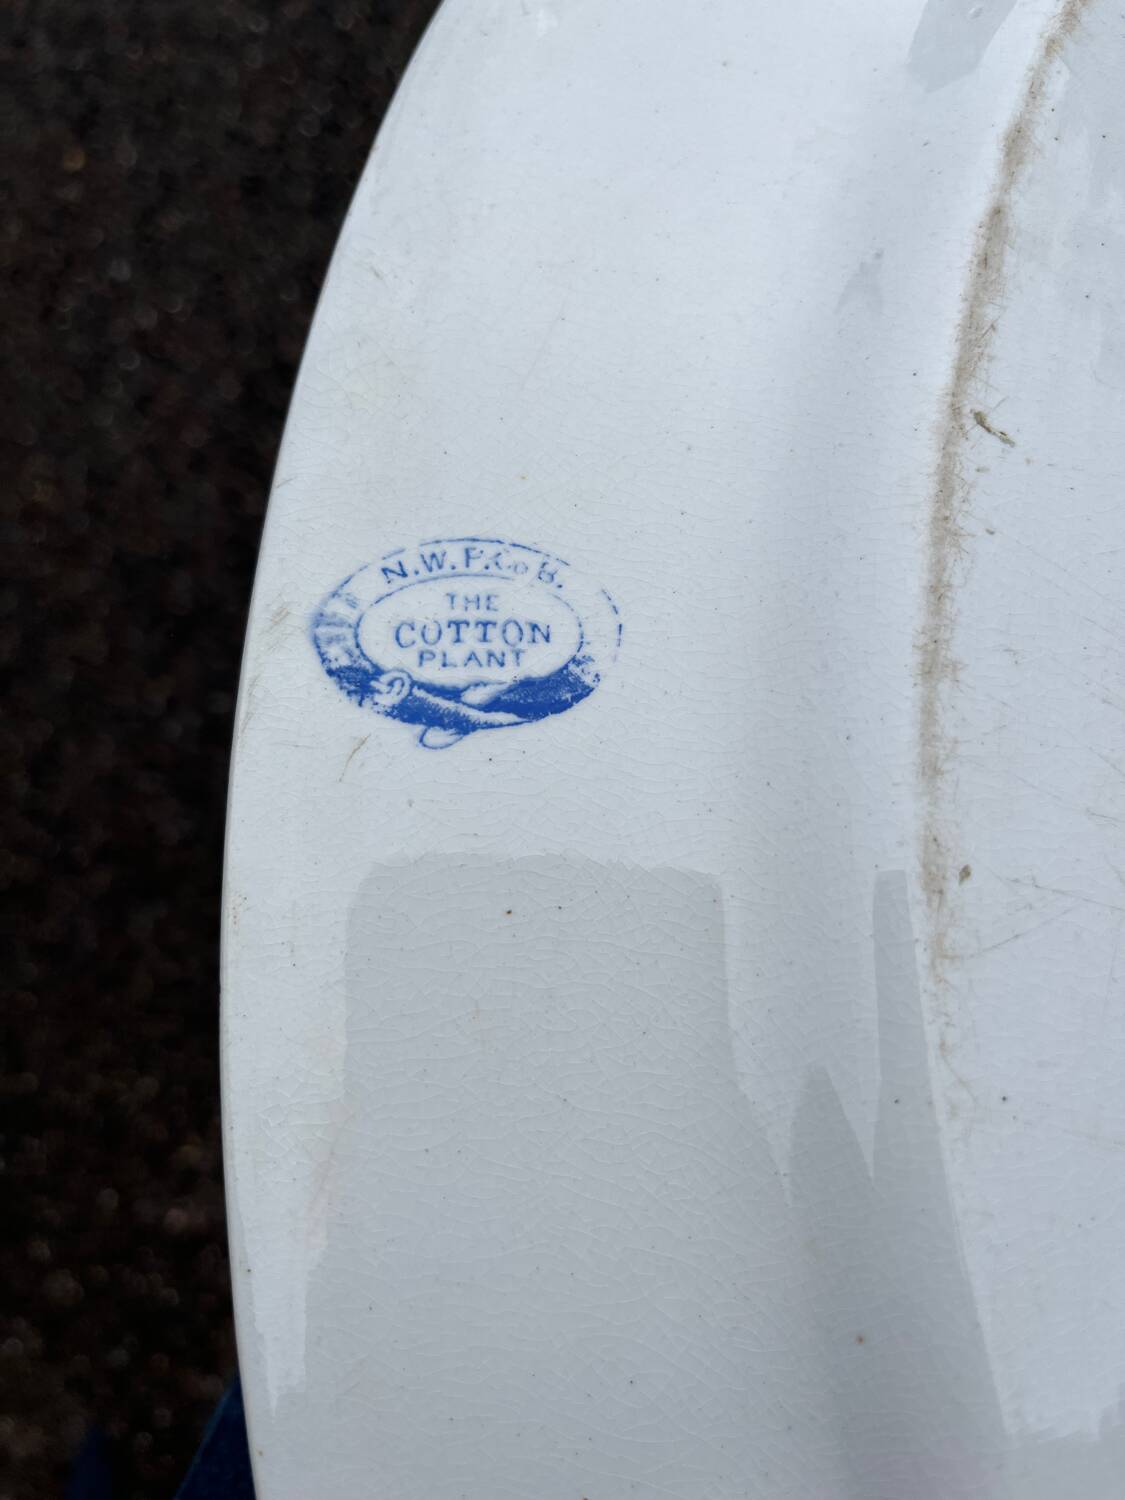 N.W.P.Co B.
THE
COTTON
PLANT